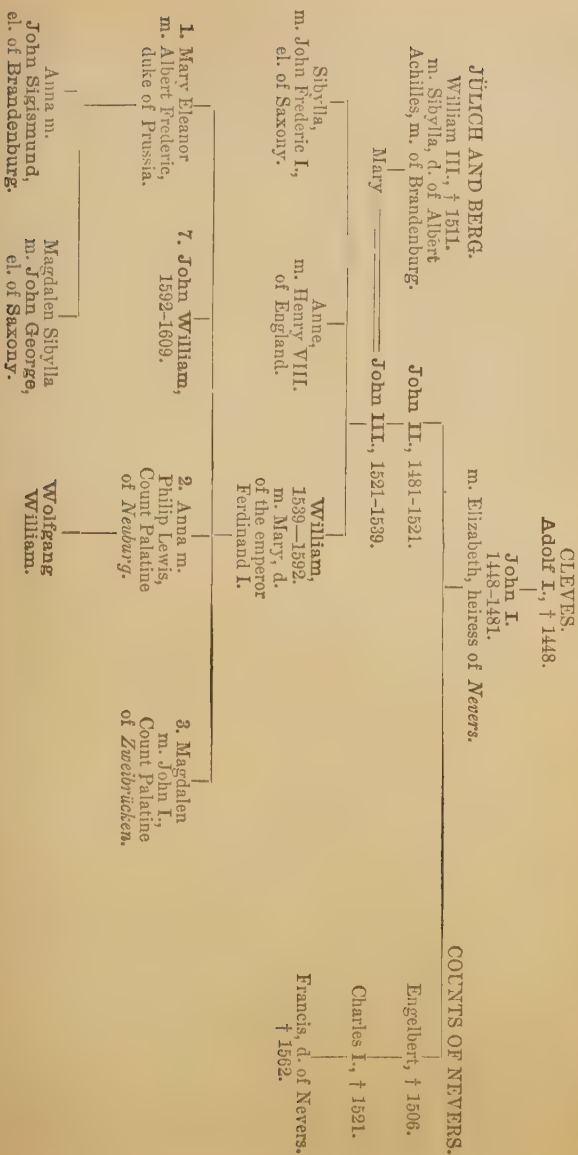 CLEVES.
Adolf I., † 1448.
John I.
1448-1481.
m. Elizabeth, heiress of Nevers.
JÜLICH AND BERG.
William III., † 1511.
m. Sibylla, d. of Albert
Achilles, m. of Brandenburg.
John II., 1481-1521.
COUNTS OF NEVERS.
Engelbert, † 1506.
Mary
John III., 1521-1539.
Charles I., † 1521.
Sibylla,
m. John Frederic I.,
el. of Saxony.
Anne,
m. Henry VIII.
of England.
William,
1539—1592.
m. Mary, d.
of the emperor
Ferdinand I.
Francis, d. of Nevers.
† 1562.
1. Mary Eleanor
m. Albert Frederic,
duke of Prussia.
7. John William,
1592-1609.
2. Anna m.
Philip Lewis,
Count Palatine
of Neuburg.
3. Magdalen
m. John I.,
Count Palatine
of Zweibrücken.
Anna m.
John Sigismund,
el. of Brandenburg.
Magdalen Sibylla
m. John George,
el. of Saxony.
Wolfgang
William.